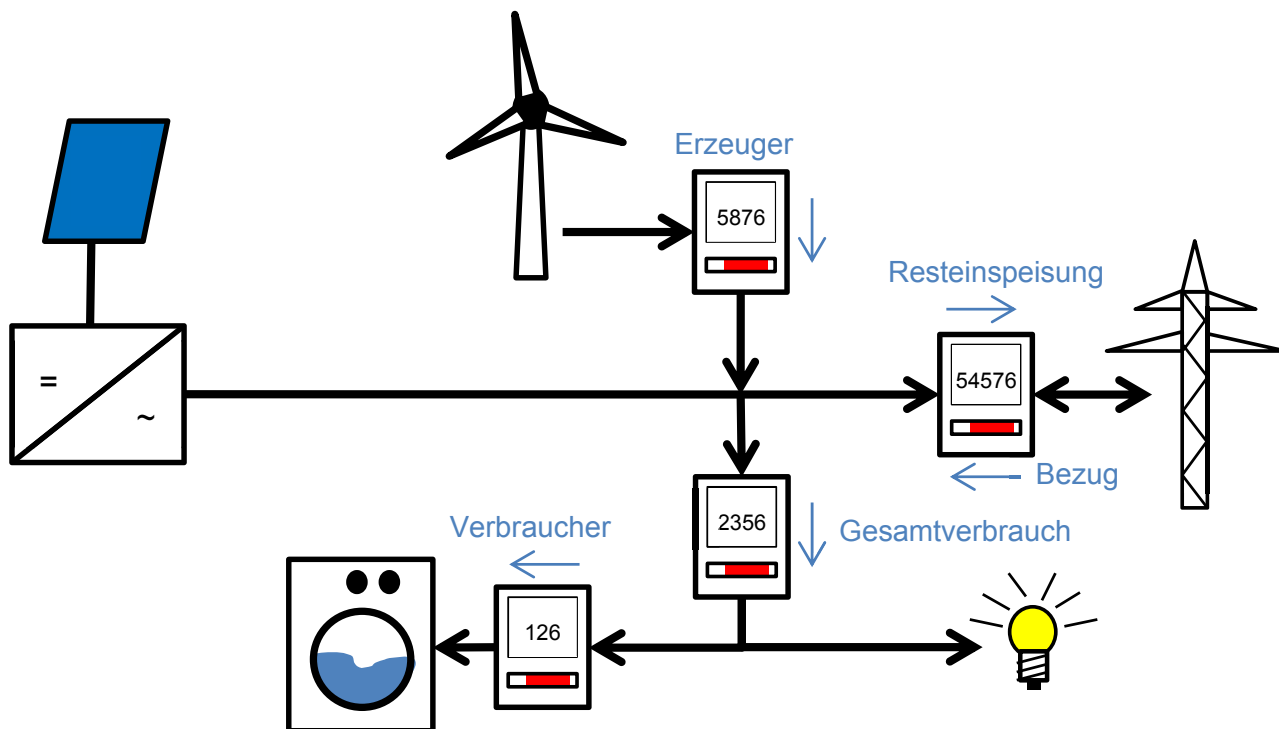 Erzeuger
5876
Resteinspeisung
=
~
54576
Bezug
2356
Gesamtverbrauch
Verbraucher
126